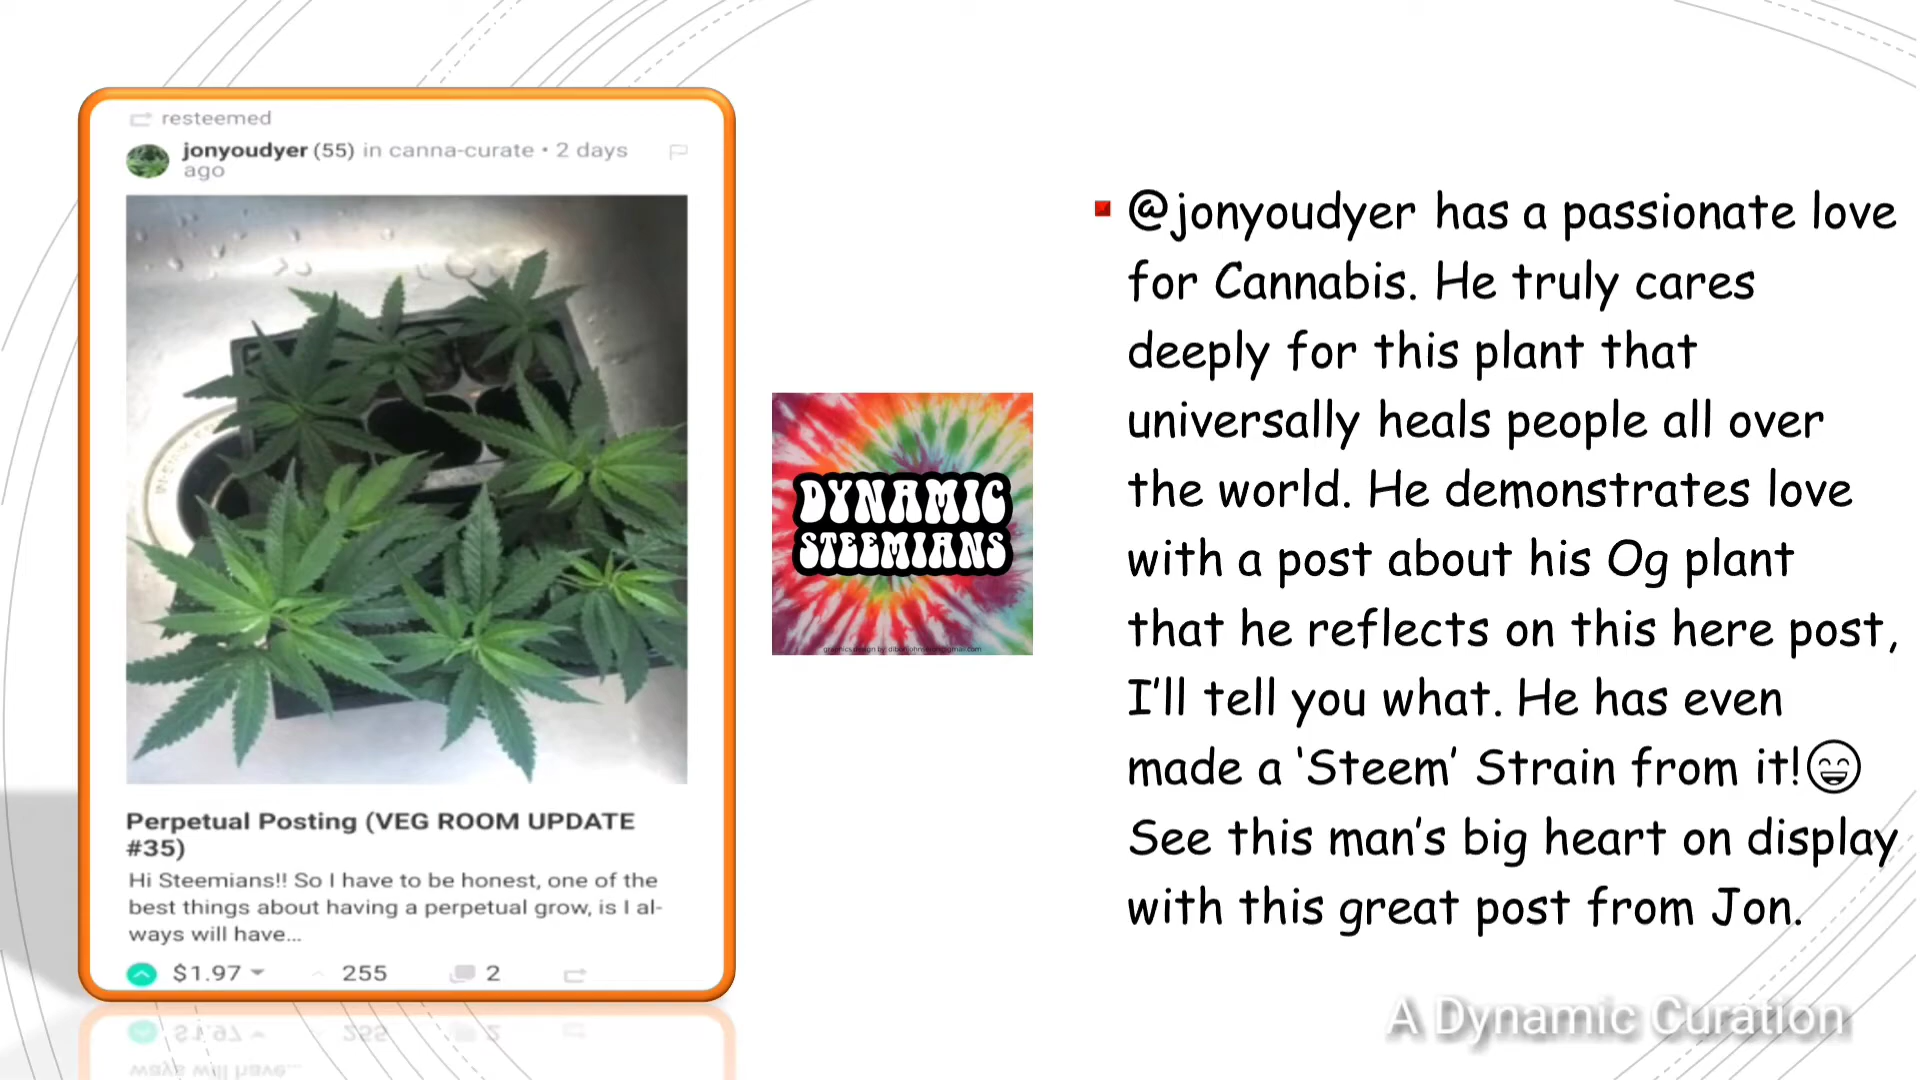 resteemed
jonyoudyer (55) in canna-curate • 2 days
ago
Perpetual Posting (VEG ROOM UPDATE
#35)
Hi Steemians!! So I have to be honest, one of the
best things about having a perpetual grow, is I al-
ways will have...
$1.97
255
2
DYNAMIC
STEEMIANS
@jonyoudyer has a passionate love
for Cannabis. He truly cares
deeply for this plant that
universally heals people all over
the world. He demonstrates love
with a post about his Og plant
that he reflects on this here post,
I'll tell you what. He has even
made a ‘Steem’ Strain from it!😄
See this man's big heart on display
with this great post from Jon.
A Dynamic Curation